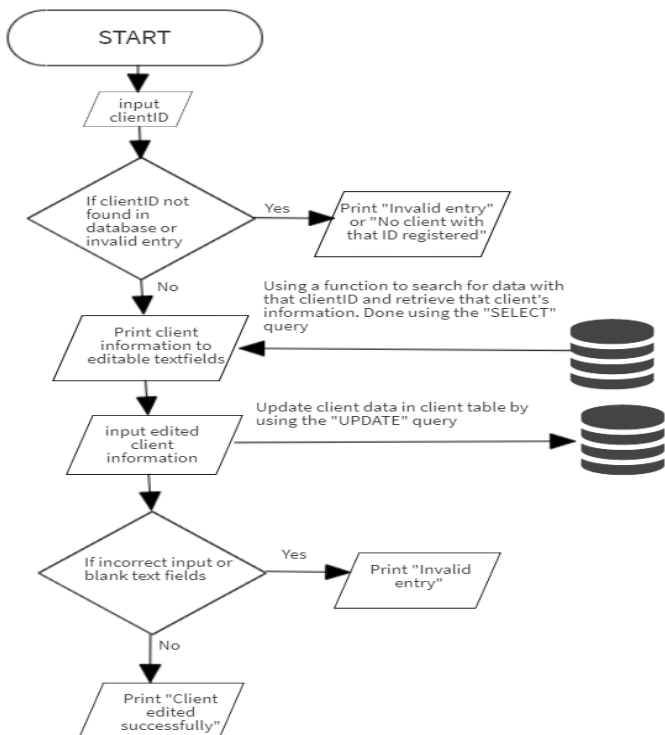 START
input
clientID
If clientID not
found in
database or
invalid entry
Yes
Print "Invalid entry"
or "No client with
that ID registered"
No
Using a function to search for data with
that clientID and retrieve that client's
information. Done using the "SELECT"
query
Print client
information to
editable textfields
Update client data in client table by
using the "UPDATE" query
input edited
client
information
If incorrect input or
blank text fields
Yes
Print "Invalid
entry"
No
Print "Client
edited
successfully"